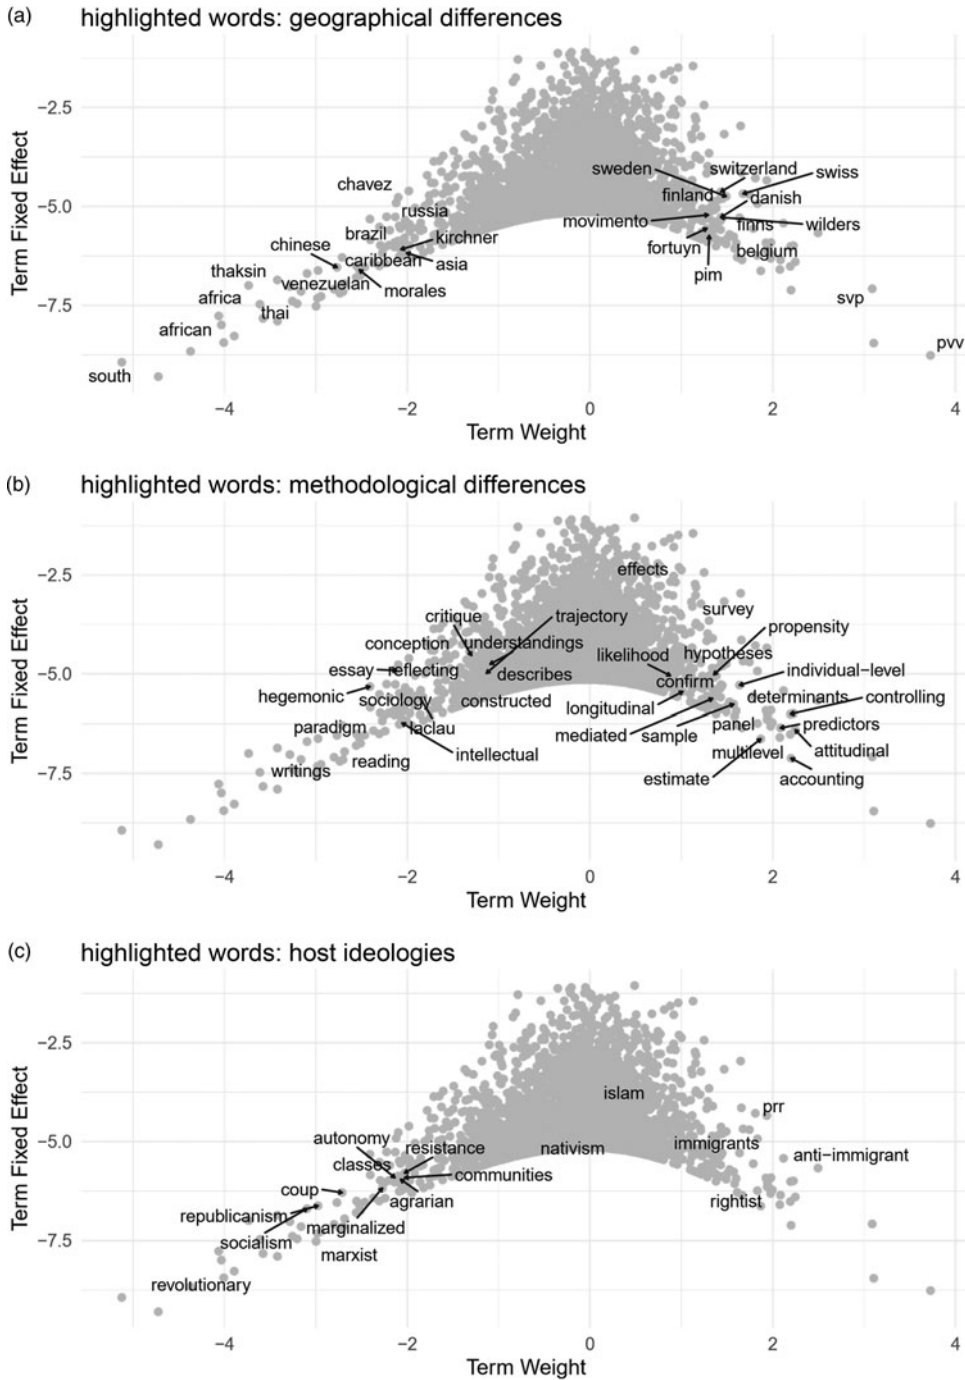 (a) highlighted words: geographical differences
Term Fixed Effect
−2.5
−5.0
−7.5
sweden
switzerland
swiss
chavez
finland
danish
russia
movimento
finns
wilders
brazil
kirchner
fortuyn
belgium
chinese
caribbean
asia
pim
thaksin
venezuelan
morales
africa
thai
svp
african
pvv
south
−4
−2
0
2
4
Term Weight
(b) highlighted words: methodological differences
Term Fixed Effect
−2.5
−5.0
−7.5
effects
critique
trajectory
survey
propensity
conception
understandings
likelihood
hypotheses
essay
reflecting
describes
confirm
individual-level
hegemonic
sociology
constructed
longitudinal
determinants
controlling
paradigm
laclau
mediated
sample
panel
predictors
intellectual
multilevel
attitudinal
writings
reading
estimate
accounting
−4
−2
0
2
4
Term Weight
(c) highlighted words: host ideologies
Term Fixed Effect
−2.5
−5.0
−7.5
islam
prr
autonomy
resistance
nativism
immigrants
anti-immigrant
classes
communities
coup
agrarian
rightist
republicanism
marginalized
socialism
marxist
revolutionary
−4
−2
0
2
4
Term Weight